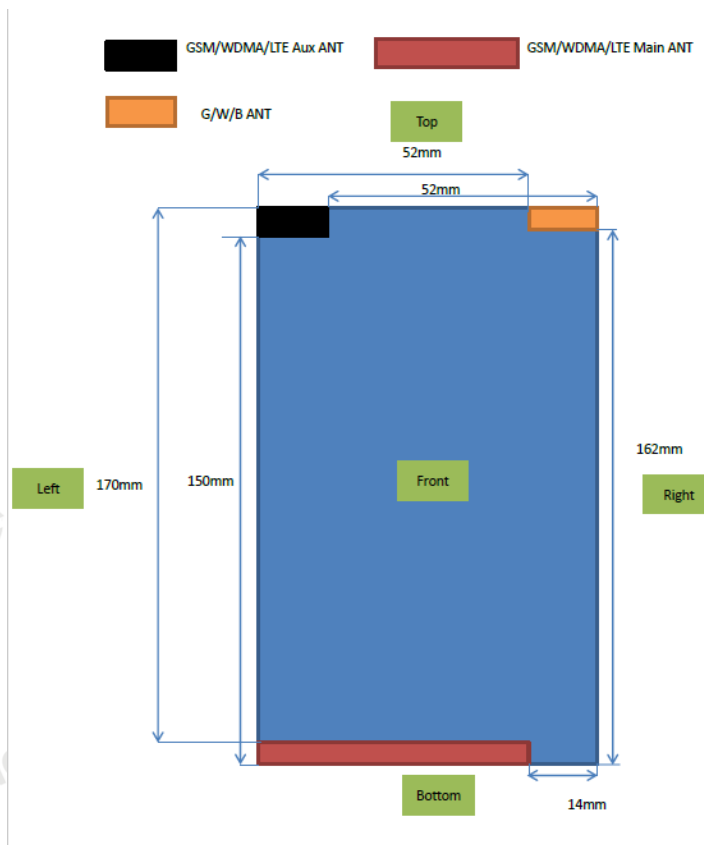 GSM/WDMA/LTE Aux ANT
GSM/WDMA/LTE Main ANT
G/W/B ANT
Top
52mm
52mm
Left
170mm
150mm
Front
162mm
Right
Bottom
14mm